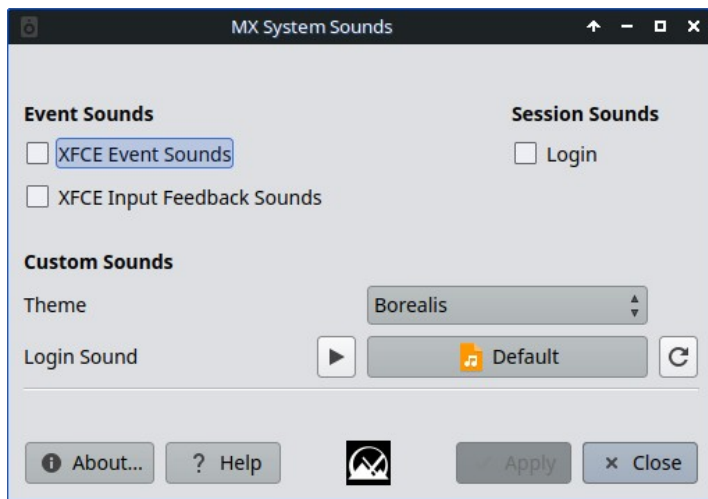 MX System Sounds
Event Sounds
Session Sounds
XFCE Event Sounds
Login
XFCE Input Feedback Sounds
Custom Sounds
Theme
Borealis
Login Sound
Default
About...
? Help
Apply
Close